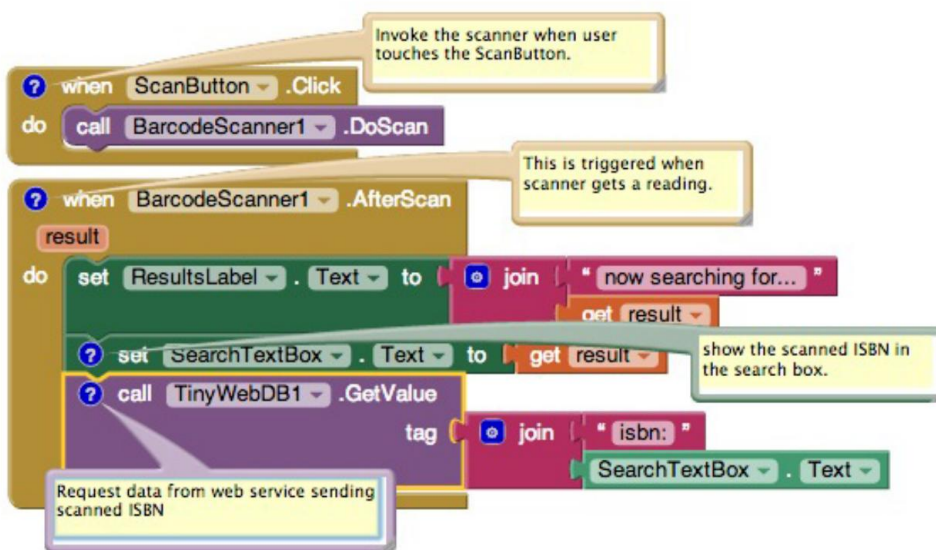 Invoke the scanner when user
touches the ScanButton.
? when ScanButton .Click
do call BarcodeScanner1 .DoScan
This is triggered when
scanner gets a reading.
? when BarcodeScanner1 .AfterScan
result
do set ResultsLabel . Text to join “ now searching for... ”
get result
? set SearchTextBox . Text to get result
show the scanned ISBN in
the search box.
? call TinyWebDB1 .GetValue
tag join “ isbn: ”
SearchTextBox . Text
Request data from web service sending
scanned ISBN